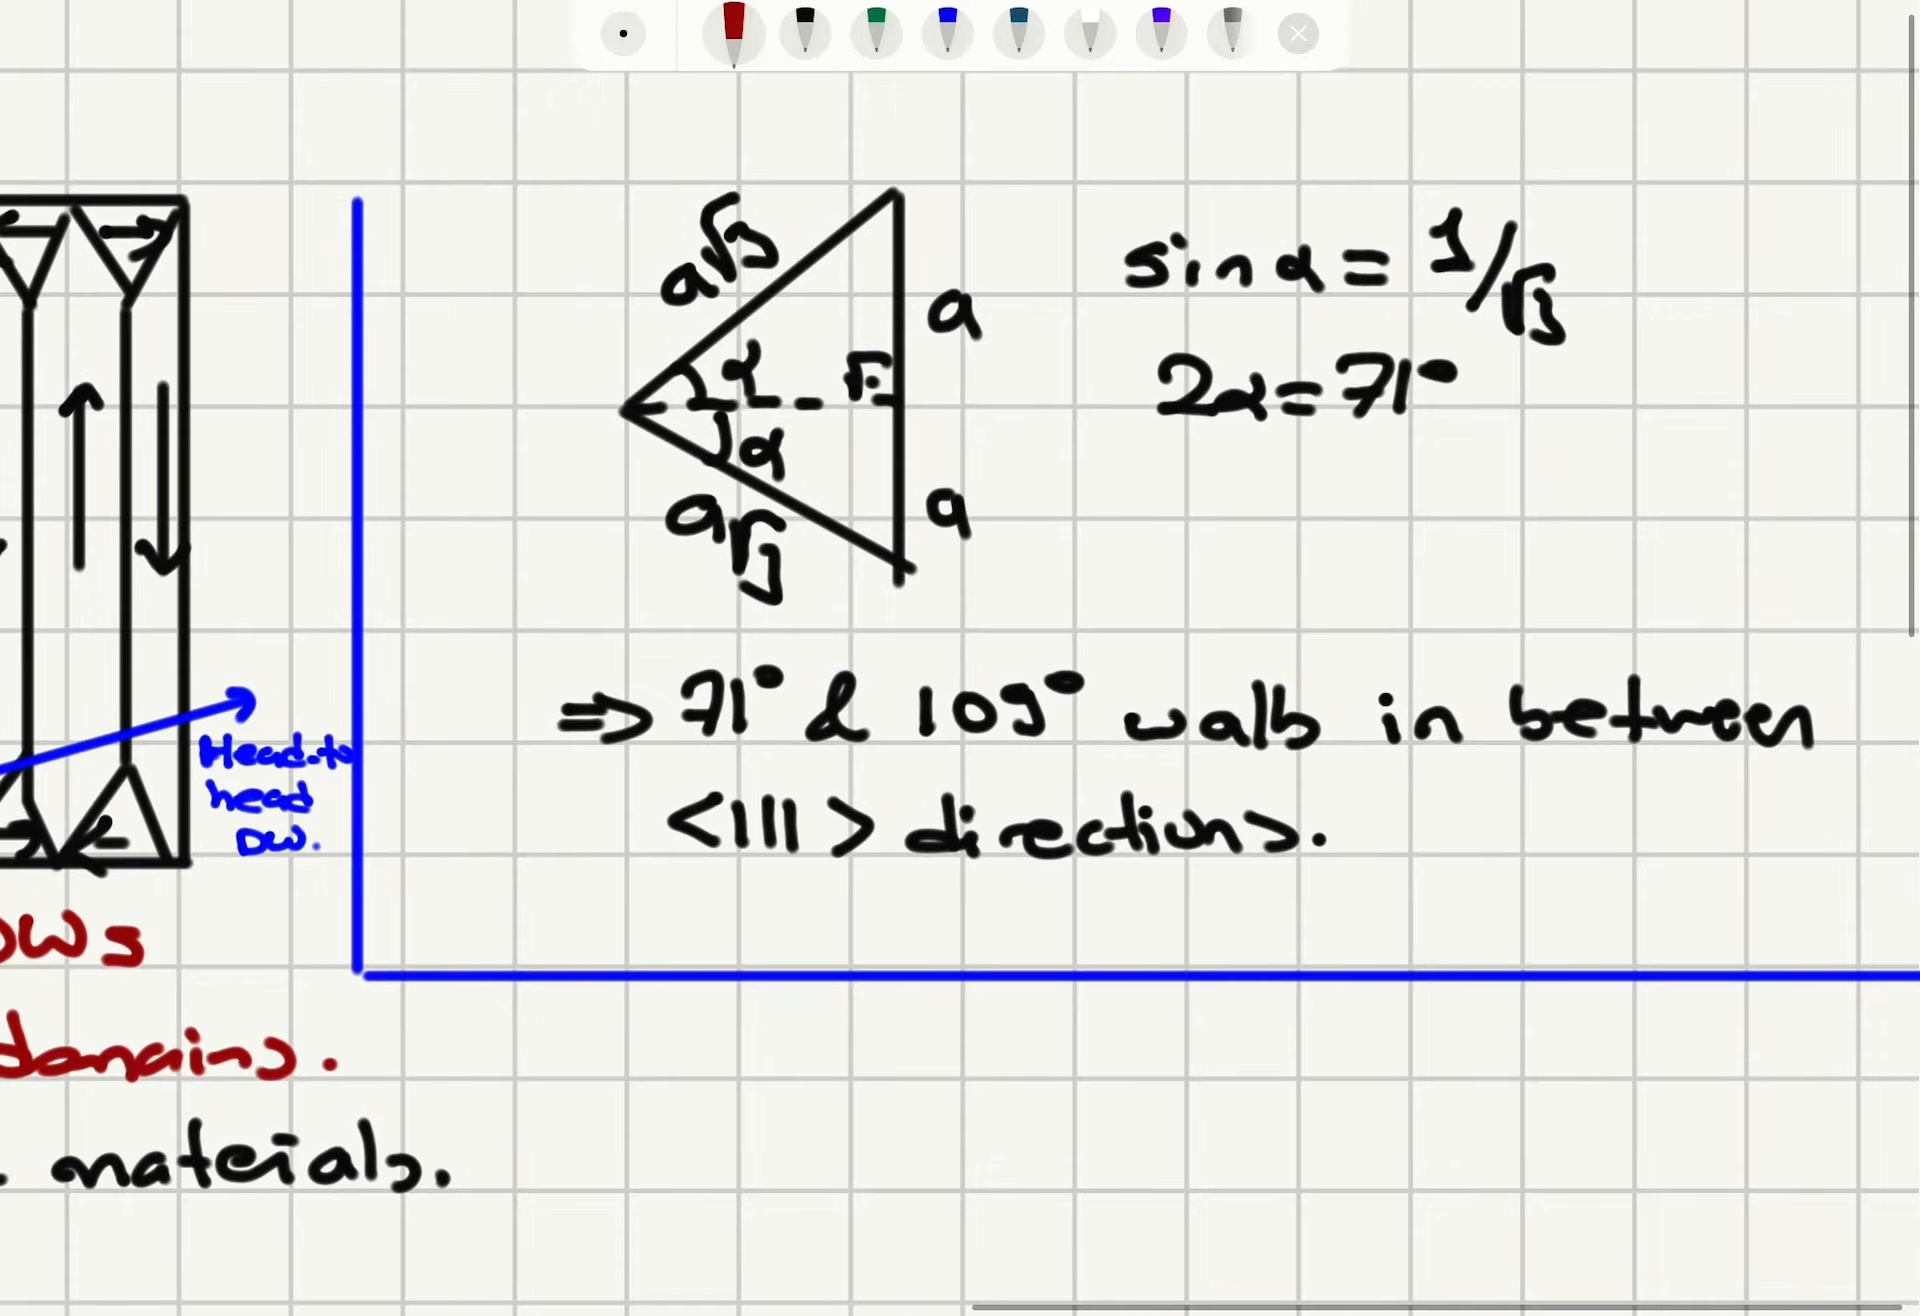 a√3
a
α
α
a√3
a
sin α = 1/√3
2α = 71°
⇒ 71° & 109° walls in between
<111> directions.
Head-to
head
DW.
DWs
domains.
materials.